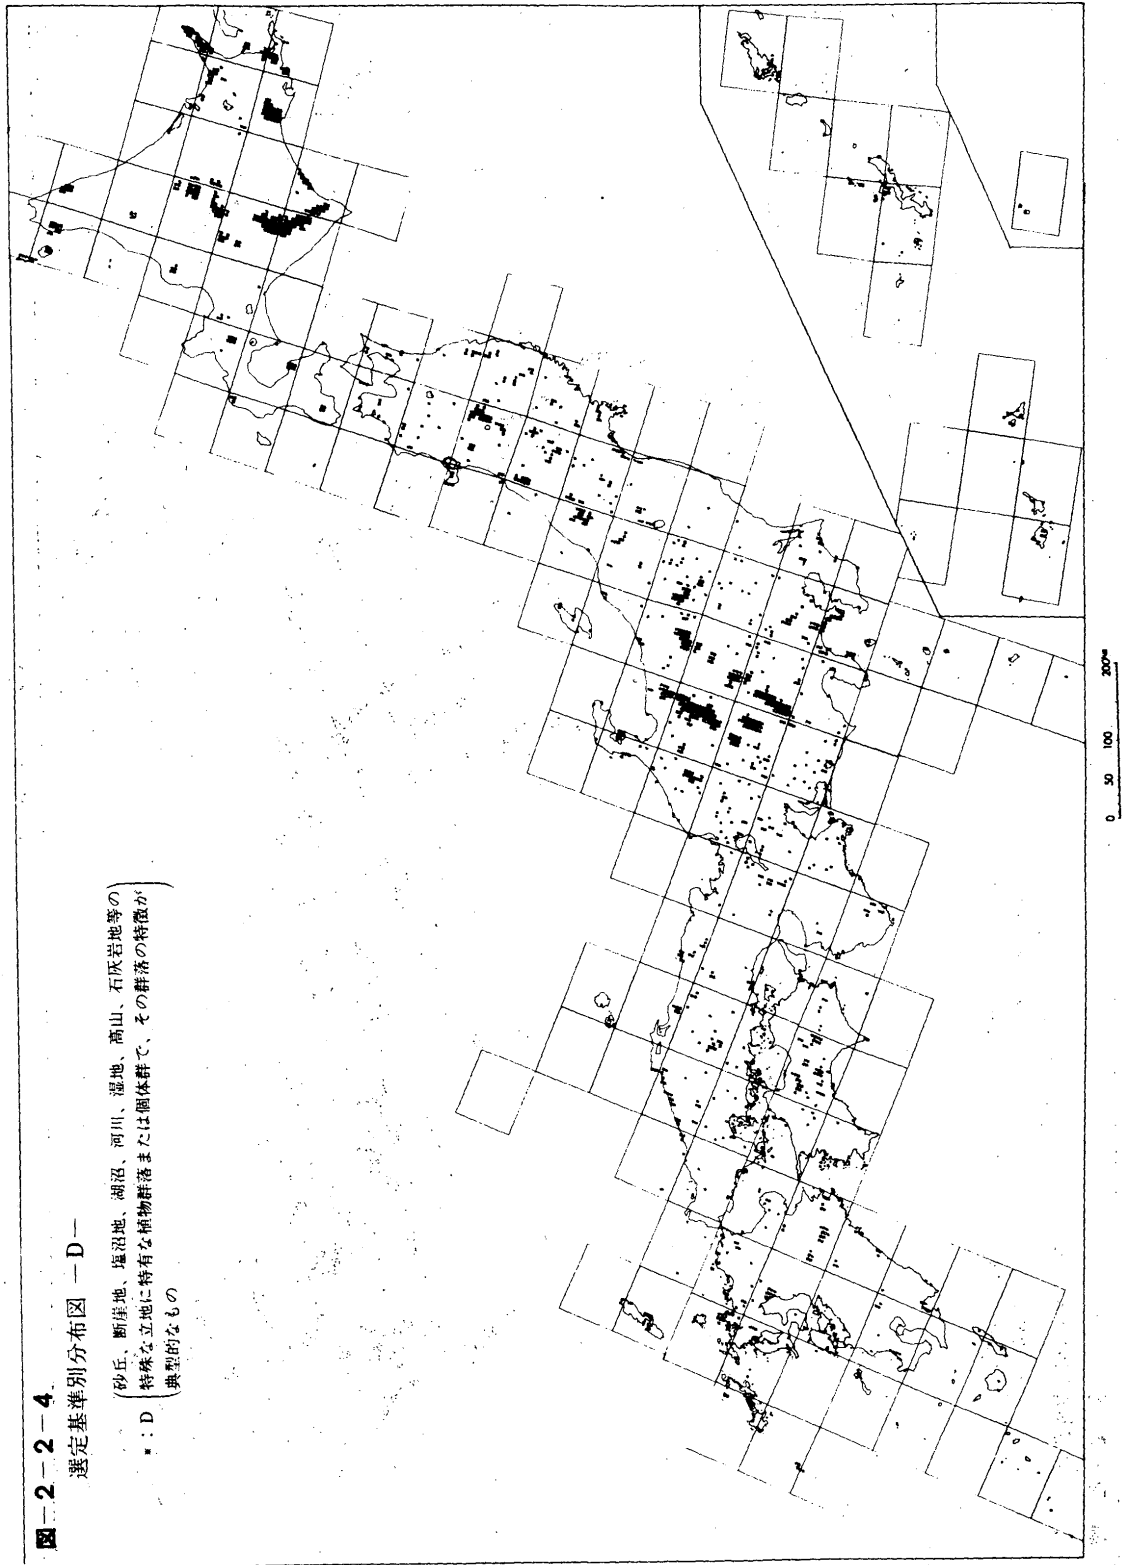 図-2-2-4
選定基準別分布図 -D-
砂丘、断崖地、塩沼地、湖沼、河川、湿地、高山、石灰岩地等の
*:D 特殊な立地に特有な植物群落または個体群で、その群落の特徴が
典型的なもの
0 50 100 200km